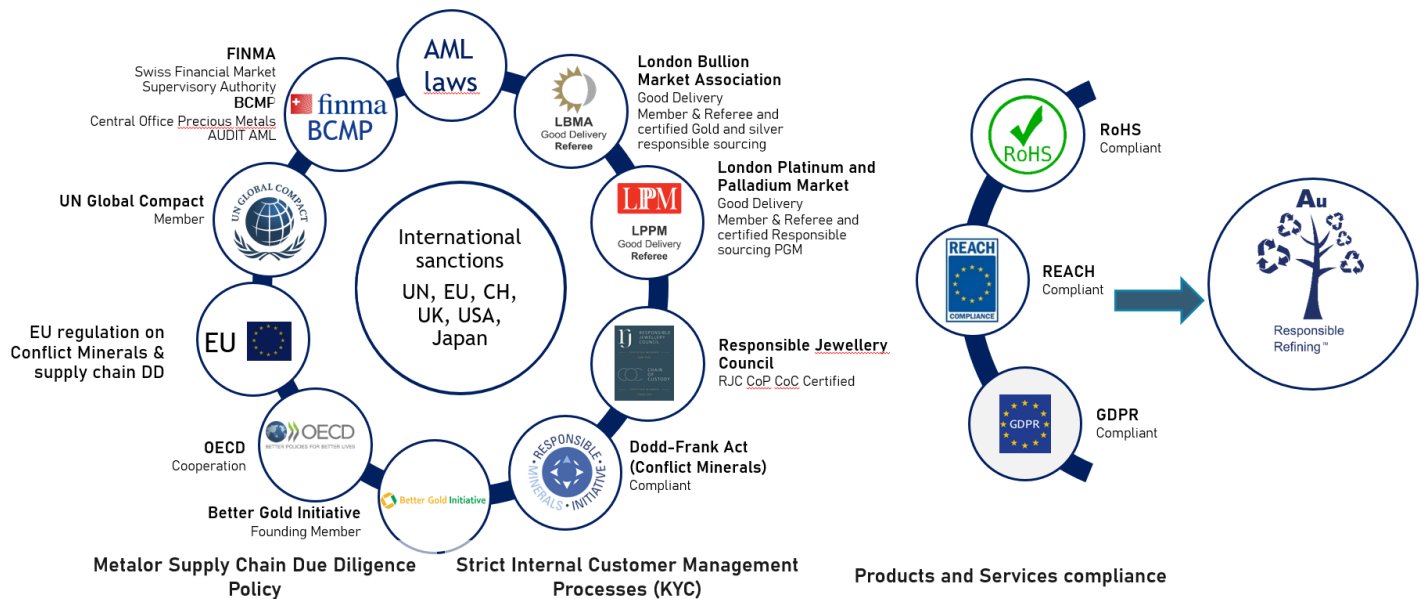 FINMA
Swiss Financial Market
Supervisory Authority
BCMP
Central Office Precious Metals
AUDIT AML
finma
BCMP
AML
laws
LBMA
Good Delivery
Referee
London Bullion
Market Association
Good Delivery
Member & Referee and
certified Gold and silver
responsible sourcing
UN Global Compact
Member
UN GLOBAL COMPACT
International
sanctions
UN, EU, CH,
UK, USA,
Japan
LPPM
LPPM
Good Delivery
Referee
London Platinum and
Palladium Market
Good Delivery
Member & Referee and
certified Responsible
sourcing PGM
EU regulation on
Conflict Minerals &
supply chain DD
EU
RESPONSIBLE
JEWELLERY
COUNCIL
COC
CHAIN
OF
CUSTODY
Responsible Jewellery
Council
RJC CoP CoC Certified
OECD
Cooperation
OECD
BETTER POLICIES FOR BETTER LIVES
Better Gold Initiative
Founding Member
Better Gold Initiative
RESPONSIBLE
MINERALS
INITIATIVE
Dodd-Frank Act
(Conflict Minerals)
Compliant
Metalor Supply Chain Due Diligence
Policy
Strict Internal Customer Management
Processes (KYC)
RoHS
RoHS
Compliant
REACH
COMPLIANCE
REACH
Compliant
GDPR
GDPR
Compliant
Products and Services compliance
Au
Responsible
Refining™